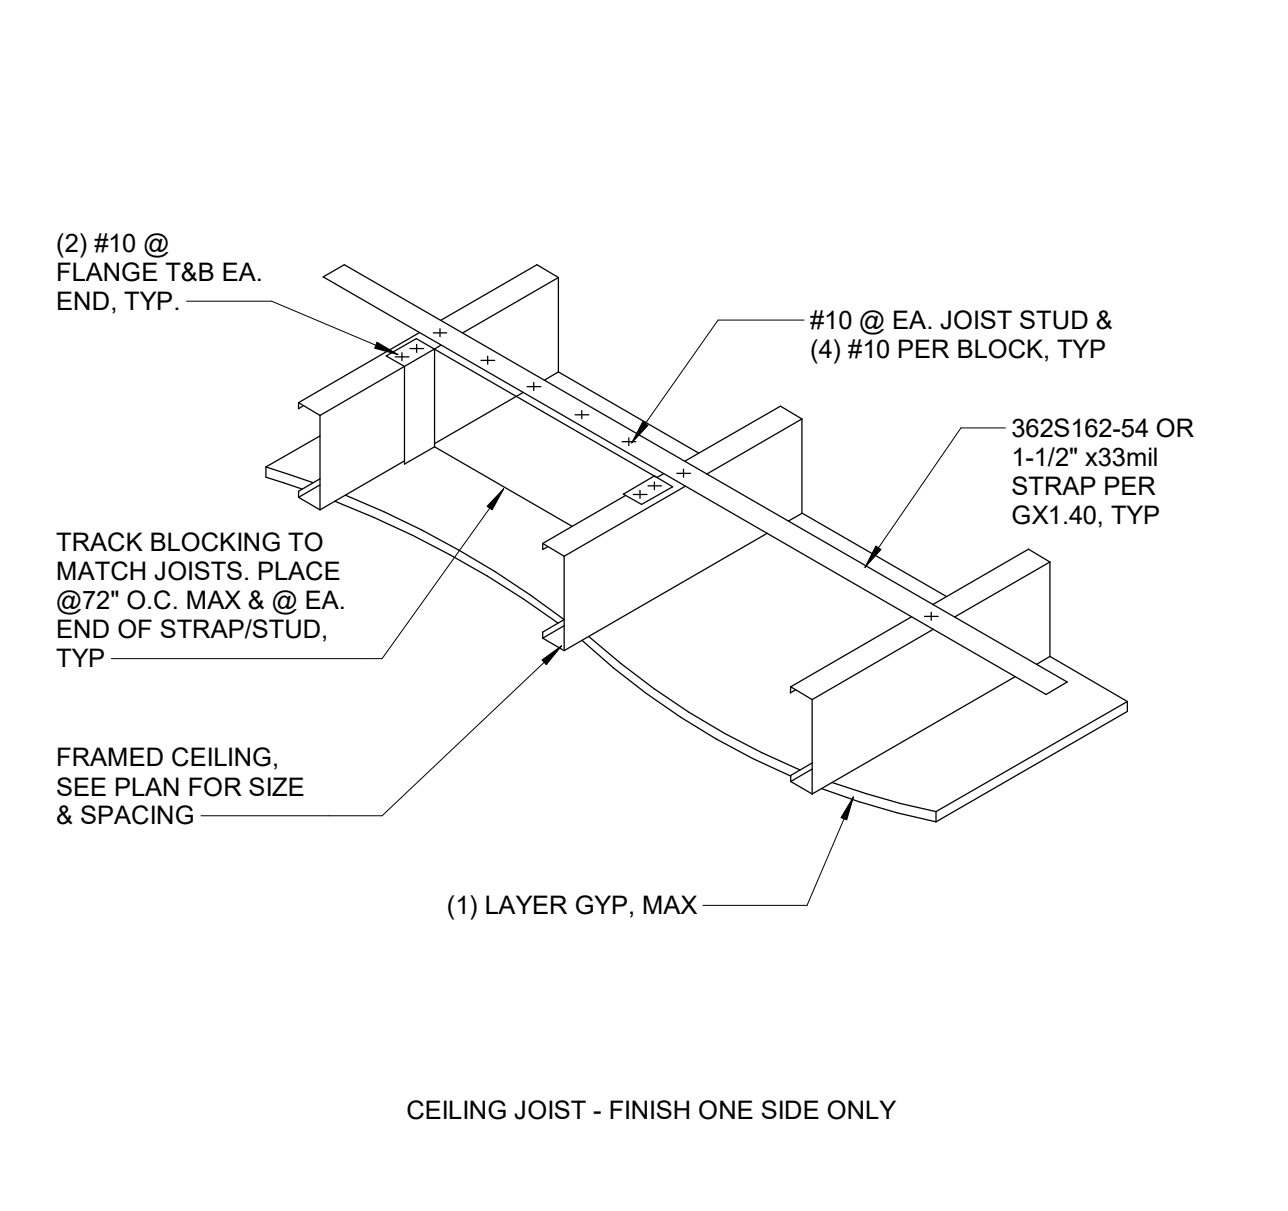 (2) #10 @
FLANGE T&B EA.
END, TYP.
#10 @ EA. JOIST STUD &
(4) #10 PER BLOCK, TYP
362S162-54 OR
1-1/2" x33mil
STRAP PER
GX1.40, TYP
TRACK BLOCKING TO
MATCH JOISTS. PLACE
@72" O.C. MAX & @ EA.
END OF STRAP/STUD,
TYP
FRAMED CEILING,
SEE PLAN FOR SIZE
& SPACING
(1) LAYER GYP, MAX
CEILING JOIST - FINISH ONE SIDE ONLY